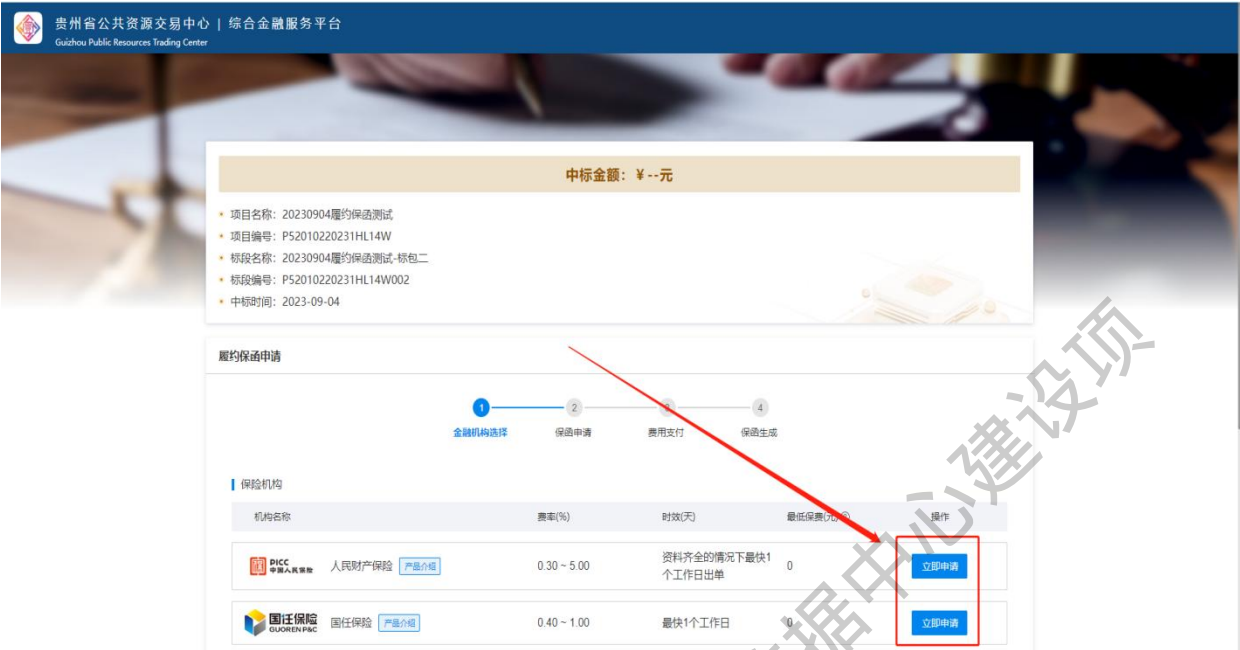 贵州省公共资源交易中心 | 综合金融服务平台
Guizhou Public Resources Trading Center
中标金额：¥ --元
项目名称：20230904履约保函测试
项目编号：P52010220231HL14W
标段名称：20230904履约保函测试-标包二
标段编号：P52010220231HL14W002
中标时间：2023-09-04
履约保函申请
1 2 3 4
金融机构选择 保函申请 费用支付 保函生成
保险机构
机构名称 费率(%) 时效(天) 最低保费(元) 操作
PICC 中国人民保险 人民财产保险 产品介绍 0.30 ~ 5.00 资料齐全的情况下最快1个工作日出单 0 立即申请
国任保险 GUOREN P&C 国任保险 产品介绍 0.40 ~ 1.00 最快1个工作日 0 立即申请
数据中心建设项